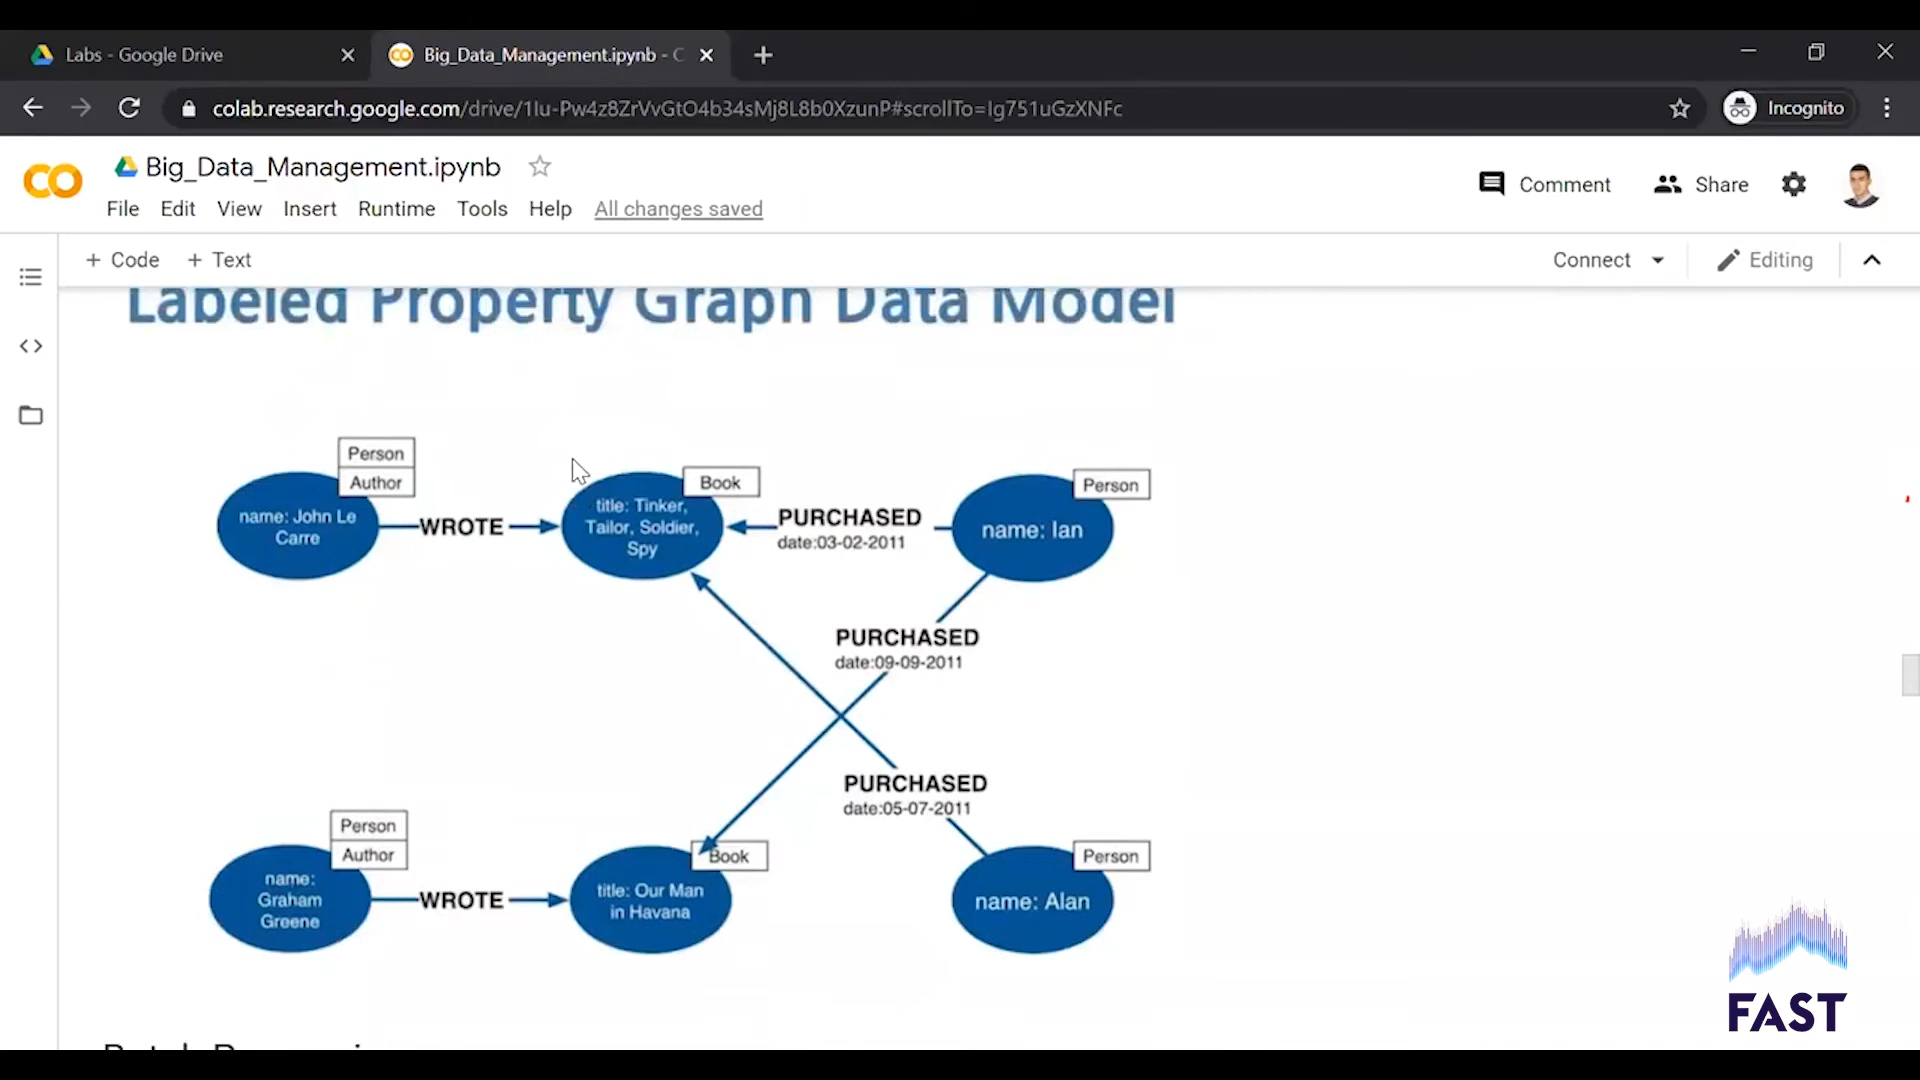 Labs - Google Drive
Big_Data_Management.ipynb - C
colab.research.google.com/drive/1Iu-Pw4z8ZrVvGtO4b34sMj8L8b0XzunP#scrollTo=Ig751uGzXNFc
Incognito
CO
Big_Data_Management.ipynb
Comment
Share
File Edit View Insert Runtime Tools Help All changes saved
+ Code + Text
Connect
Editing
Labeled Property Graph Data Model
Person
Author
name: John Le
Carre
WROTE
Book
title: Tinker,
Tailor, Soldier,
Spy
PURCHASED
date:03-02-2011
Person
name: Ian
PURCHASED
date:09-09-2011
PURCHASED
date:05-07-2011
Person
Author
name:
Graham
Greene
WROTE
Book
title: Our Man
in Havana
Person
name: Alan
FAST